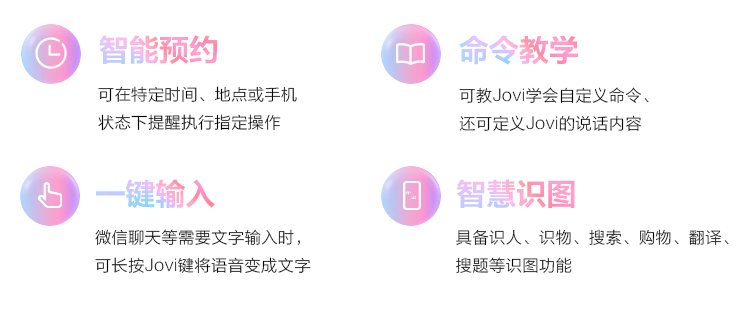 智能预约
可在特定时间、地点或手机
状态下提醒执行指定操作
命令教学
可教Jovi学会自定义命令、
还可定义Jovi的说话内容
一键输入
微信聊天等需要文字输入时，
可长按Jovi键将语音变成文字
智慧识图
具备识人、识物、搜索、购物、翻译、
搜题等识图功能